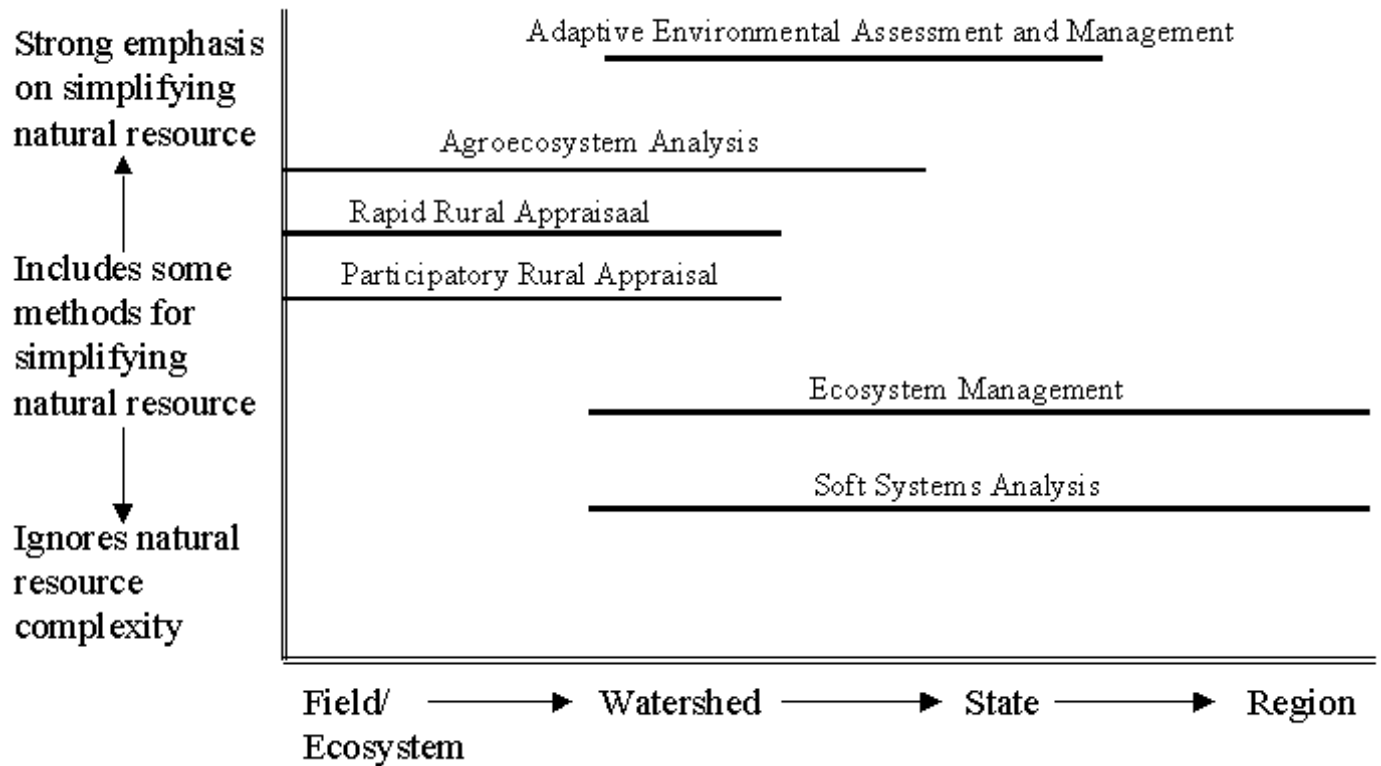 Strong emphasis
on simplifying
natural resource
Includes some
methods for
simplifying
natural resource
Ignores natural
resource
complexity
Adaptive Environmental Assessment and Management
Agroecosystem Analysis
Rapid Rural Appraisaal
Participatory Rural Appraisal
Ecosystem Management
Soft Systems Analysis
Field/
Ecosystem
Watershed
State
Region